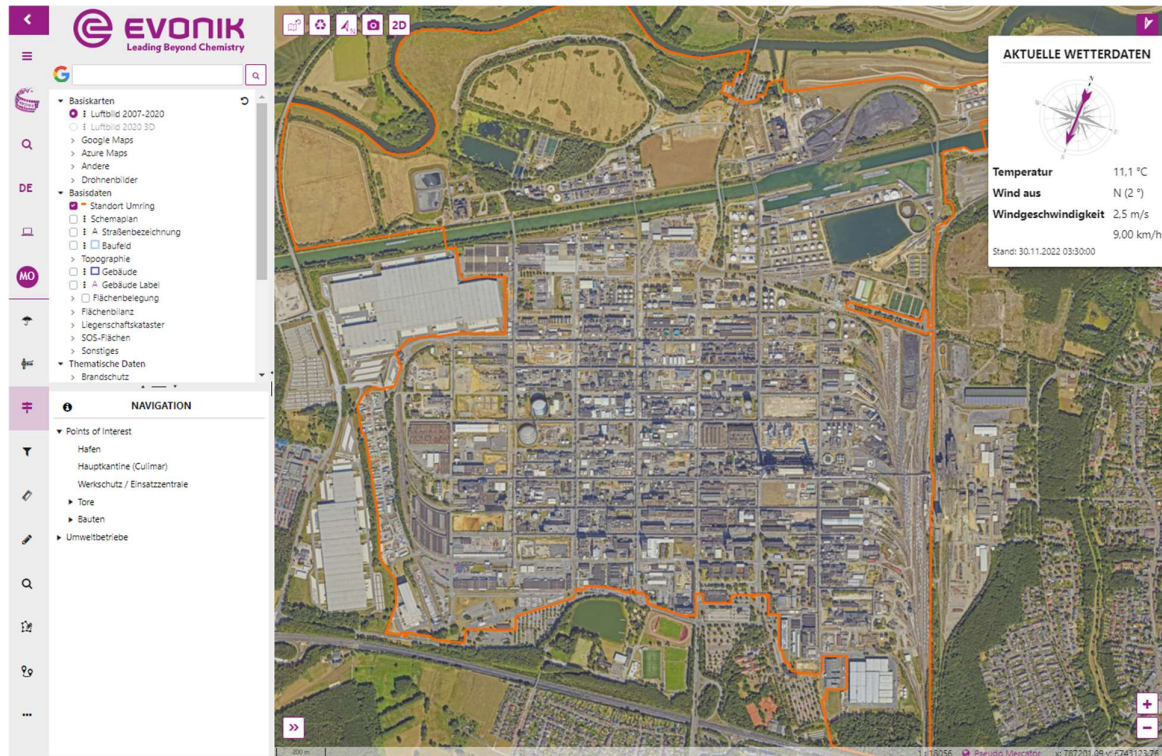 EVONIK
Leading Beyond Chemistry
G
Basiskarten
Luftbild 2007-2020
Luftbild 2020 3D
Google Maps
Azure Maps
Andere
Drohnenbilder
Basisdaten
Standort Umring
Schemaplan
A Straßenbezeichnung
Baufeld
Topographie
Gebäude
A Gebäude Label
Flächenbelegung
Flächenbilanz
Liegenschaftskataster
SOS-Flächen
Sonstiges
Thematische Daten
Brandschutz
DE
MO
NAVIGATION
Points of Interest
Hafen
Hauptkantine (Culimar)
Werkschutz / Einsatzzentrale
Tore
Bauten
Umweltbetriebe
2D
AKTUELLE WETTERDATEN
N
Temperatur 11,1 °C
Wind aus N (2 °)
Windgeschwindigkeit 2,5 m/s
9,00 km/h
Stand: 30.11.2022 03:30:00
200 m
Pseudo Mercator